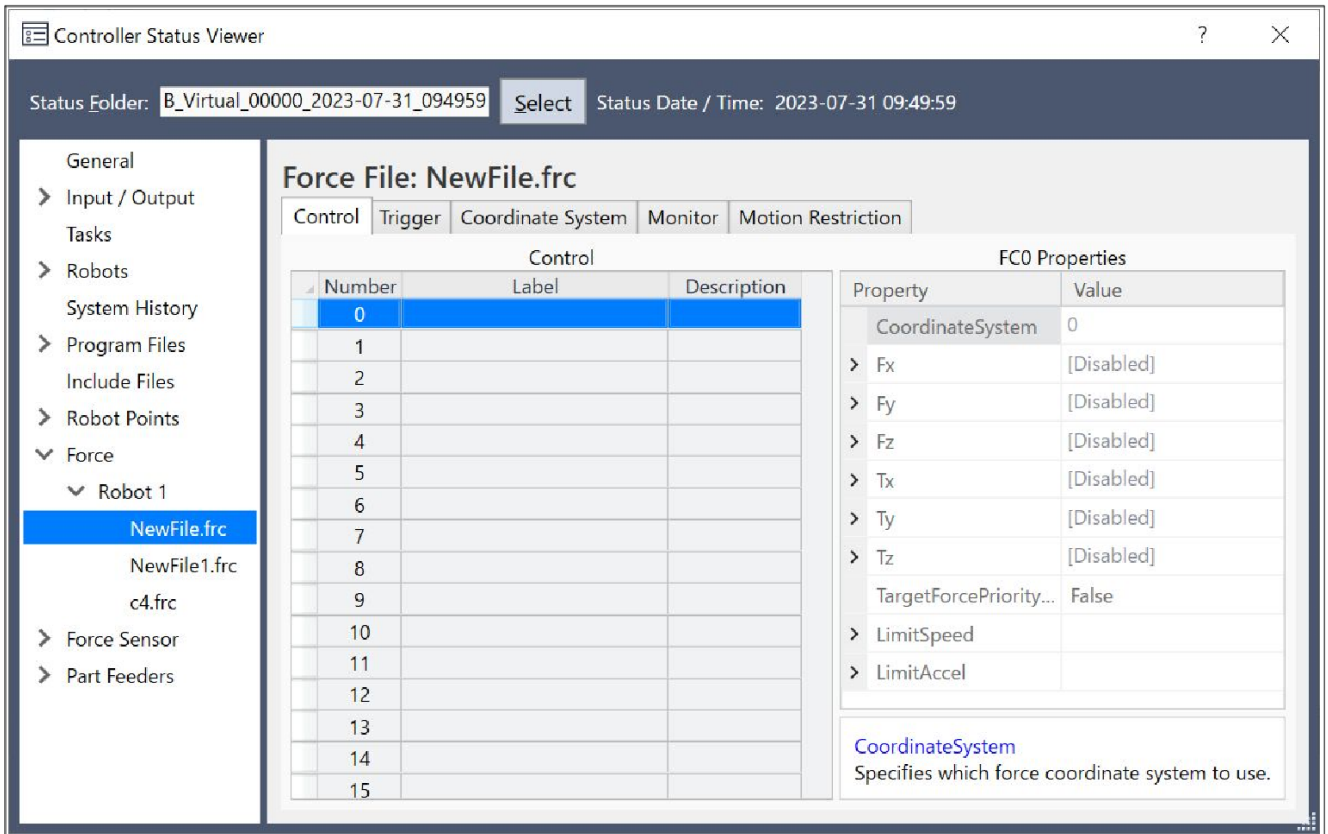 Controller Status Viewer ? ×
Status Folder: B_Virtual_00000_2023-07-31_094959 Select Status Date / Time: 2023-07-31 09:49:59
General
Input / Output
Tasks
Robots
System History
Program Files
Include Files
Robot Points
Force
Robot 1
NewFile.frc
NewFile1.frc
c4.frc
Force Sensor
Part Feeders
Force File: NewFile.frc
Control Trigger Coordinate System Monitor Motion Restriction
Control
Number Label Description
0
1
2
3
4
5
6
7
8
9
10
11
12
13
14
15
FC0 Properties
Property Value
CoordinateSystem 0
Fx [Disabled]
Fy [Disabled]
Fz [Disabled]
Tx [Disabled]
Ty [Disabled]
Tz [Disabled]
TargetForcePriority... False
LimitSpeed
LimitAccel
CoordinateSystem
Specifies which force coordinate system to use.